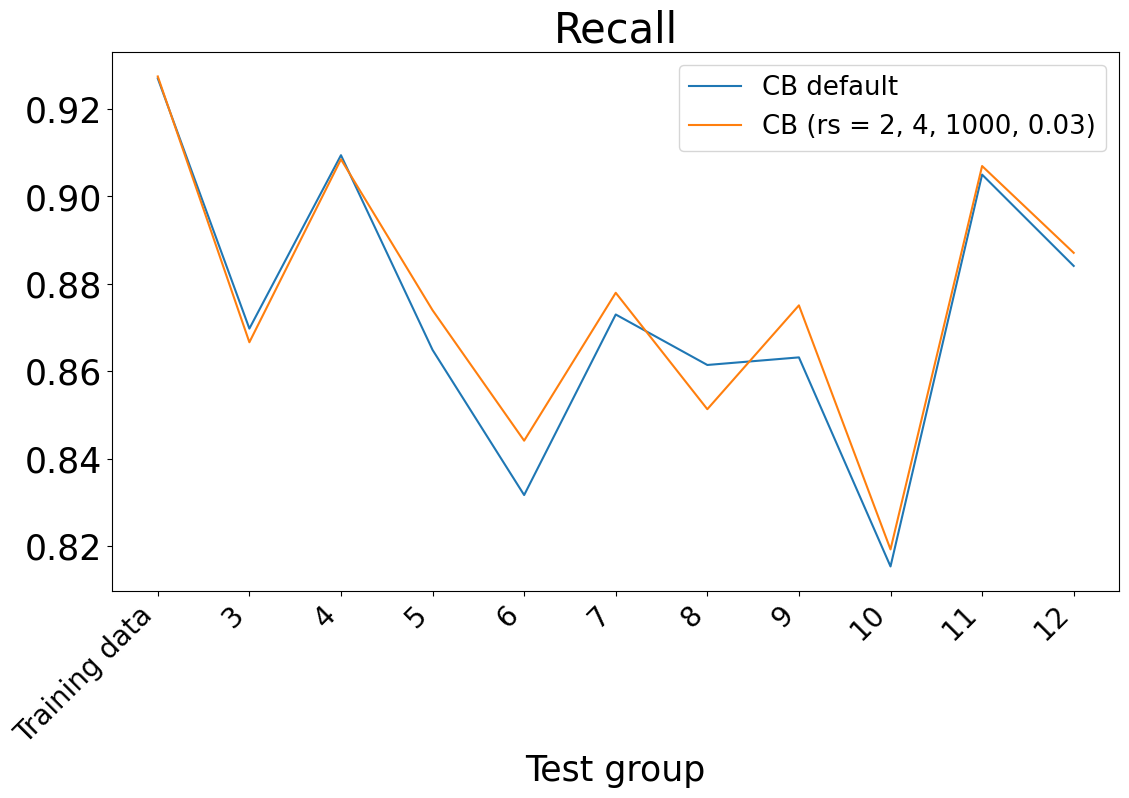 Recall
CB default
CB (rs = 2, 4, 1000, 0.03)
0.92
0.90
0.88
0.86
0.84
0.82
Training data 3 4 5 6 7 8 9 10 11 12
Test group